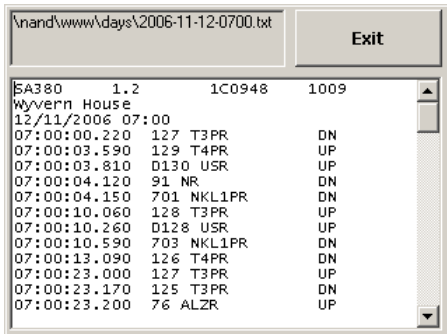 \nand\www\days\2006-11-12-0700.txt
Exit
SA380 1.2 1C0948 1009
Wyvern House
12/11/2006 07:00
07:00:00.220 127 T3PR DN
07:00:03.590 129 T4PR UP
07:00:03.810 D130 USR UP
07:00:04.120 91 NR DN
07:00:04.150 701 NKL1PR DN
07:00:10.060 128 T3PR UP
07:00:10.260 D128 USR UP
07:00:10.590 703 NKL1PR DN
07:00:13.090 126 T4PR DN
07:00:23.000 127 T3PR UP
07:00:23.170 125 T3PR DN
07:00:23.200 76 ALZR UP